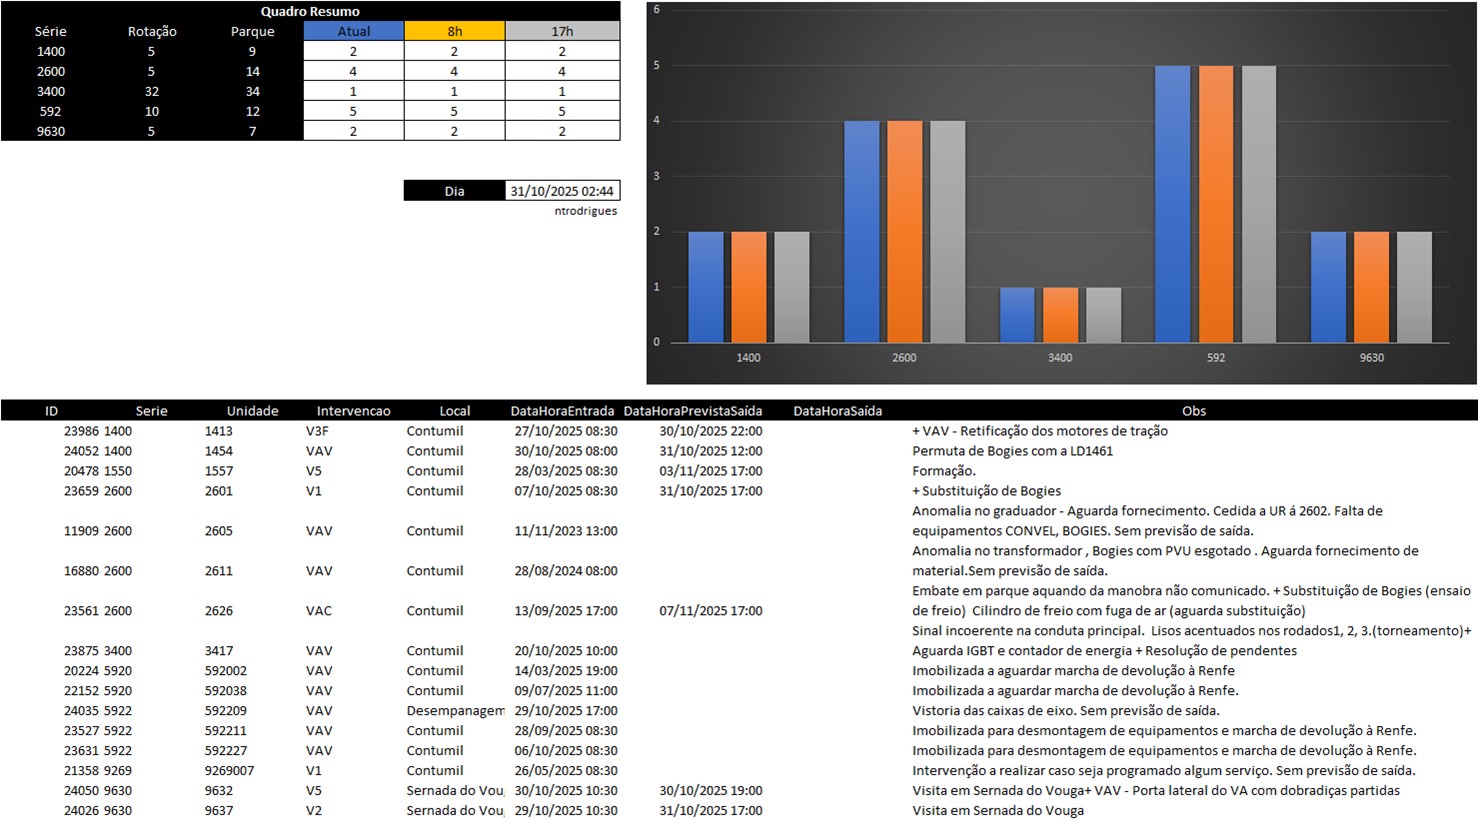 Quadro Resumo
Série Rotação Parque Atual 8h 17h
1400 5 9 2 2 2
2600 5 14 4 4 4
3400 32 34 1 1 1
592 10 12 5 5 5
9630 5 7 2 2 2
Dia 31/10/2025 02:44
ntrodrigues
6
5
4
3
2
1
0
1400 2600 3400 592 9630
ID Serie Unidade Intervencao Local DataHoraEntrada DataHoraPrevistaSaída DataHoraSaída Obs
23986 1400 1413 V3F Contumil 27/10/2025 08:30 30/10/2025 22:00 + VAV - Retificação dos motores de tração
24052 1400 1454 VAV Contumil 30/10/2025 08:00 31/10/2025 12:00 Permuta de Bogies com a LD1461
20478 1550 1557 V5 Contumil 28/03/2025 08:30 03/11/2025 17:00 Formação.
23659 2600 2601 V1 Contumil 07/10/2025 08:30 31/10/2025 17:00 + Substituição de Bogies
Anomalia no graduador - Aguarda fornecimento. Cedida a UR á 2602. Falta de
11909 2600 2605 VAV Contumil 11/11/2023 13:00 equipamentos CONVEL, BOGIES. Sem previsão de saída.
Anomalia no transformador , Bogies com PVU esgotado . Aguarda fornecimento de
16880 2600 2611 VAV Contumil 28/08/2024 08:00 material.Sem previsão de saída.
Embate em parque aquando da manobra não comunicado. + Substituição de Bogies (ensaio
23561 2600 2626 VAC Contumil 13/09/2025 17:00 07/11/2025 17:00 de freio) Cilindro de freio com fuga de ar (aguarda substituição)
Sinal incoerente na conduta principal. Lisos acentuados nos rodados1, 2, 3.(torneamento)+
23875 3400 3417 VAV Contumil 20/10/2025 10:00 Aguarda IGBT e contador de energia + Resolução de pendentes
20224 5920 592002 VAV Contumil 14/03/2025 19:00 Imobilizada a aguardar marcha de devolução à Renfe
22152 5920 592038 VAV Contumil 09/07/2025 11:00 Imobilizada a aguardar marcha de devolução à Renfe.
24035 5922 592209 VAV Desempanagem 29/10/2025 17:00 Vistoria das caixas de eixo. Sem previsão de saída.
23527 5922 592211 VAV Contumil 28/09/2025 08:30 Imobilizada para desmontagem de equipamentos e marcha de devolução à Renfe.
23631 5922 592227 VAV Contumil 06/10/2025 08:30 Imobilizada para desmontagem de equipamentos e marcha de devolução à Renfe.
21358 9269 9269007 V1 Contumil 26/05/2025 08:30 Intervenção a realizar caso seja programado algum serviço. Sem previsão de saída.
24050 9630 9632 V5 Sernada do Vou 30/10/2025 10:30 30/10/2025 19:00 Visita em Sernada do Vouga+ VAV - Porta lateral do VA com dobradiças partidas
24026 9630 9637 V2 Sernada do Vou 29/10/2025 10:30 31/10/2025 17:00 Visita em Sernada do Vouga